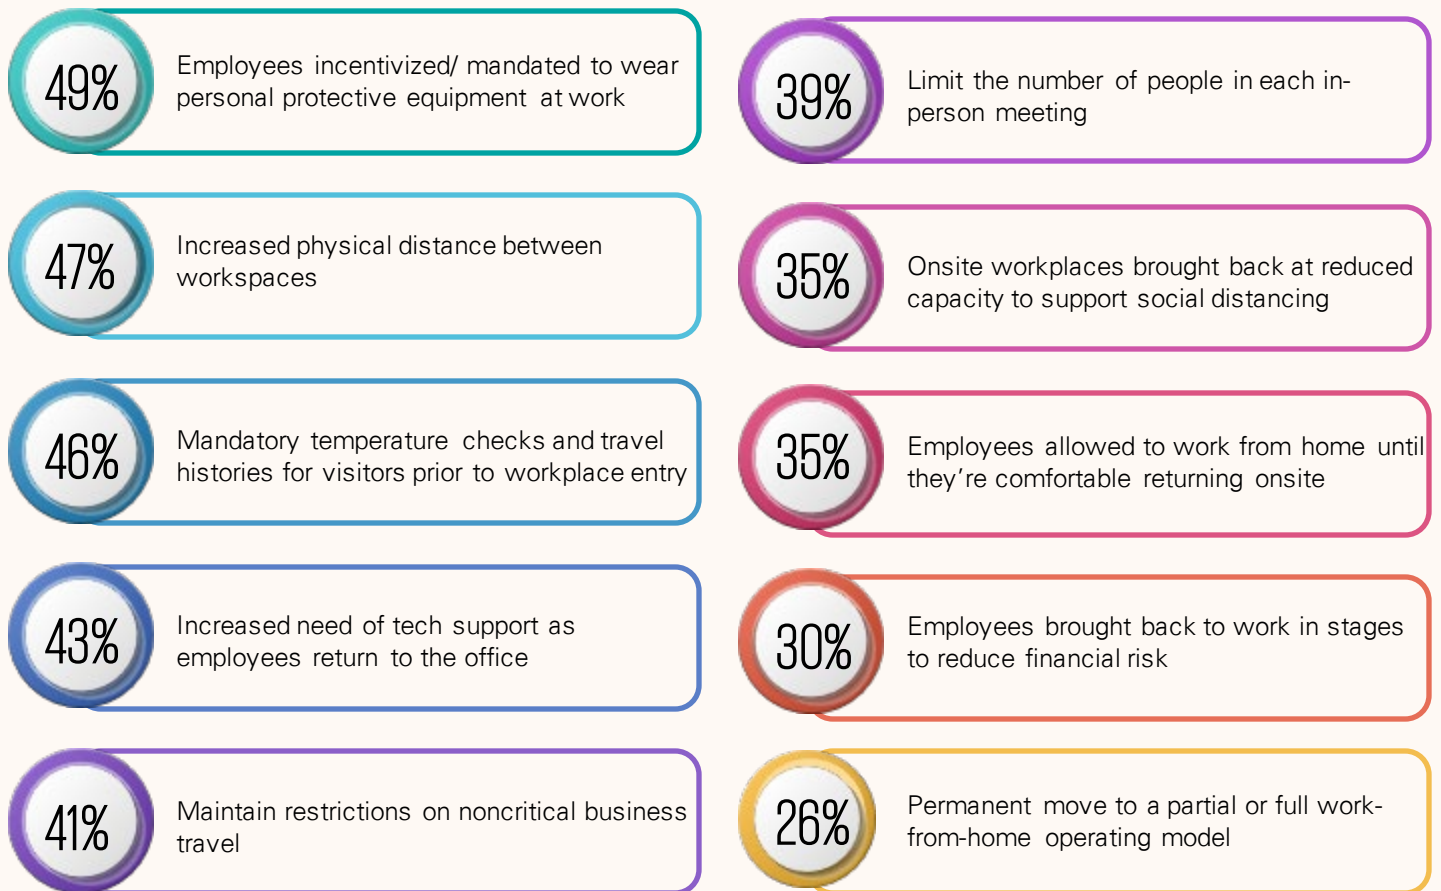 49%
Employees incentivized/ mandated to wear
personal protective equipment at work
47%
Increased physical distance between
workspaces
46%
Mandatory temperature checks and travel
histories for visitors prior to workplace entry
43%
Increased need of tech support as
employees return to the office
41%
Maintain restrictions on noncritical business
travel
39%
Limit the number of people in each in-
person meeting
35%
Onsite workplaces brought back at reduced
capacity to support social distancing
35%
Employees allowed to work from home until
they’re comfortable returning onsite
30%
Employees brought back to work in stages
to reduce financial risk
26%
Permanent move to a partial or full work-
from-home operating model